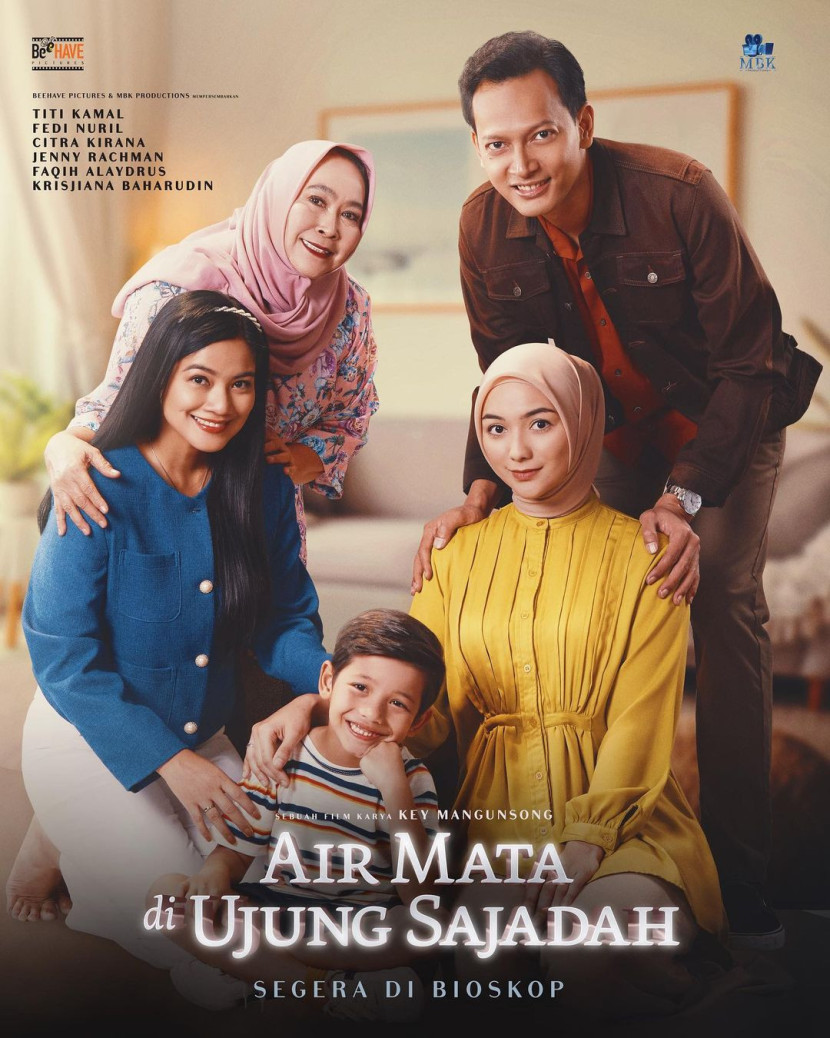 BeeHAVE
PICTURES
MBK
BEEHAVE PICTURES & MBK PRODUCTIONS MEMPERSEMBAHKAN
TITI KAMAL
FEDI NURIL
CITRA KIRANA
JENNY RACHMAN
FAQIH ALAYDRUS
KRISJIANA BAHARUDIN
SEBUAH FILM KARYA KEY MANGUNSONG
AIR MATA
di UJUNG SAJADAH
SEGERA DI BIOSKOP